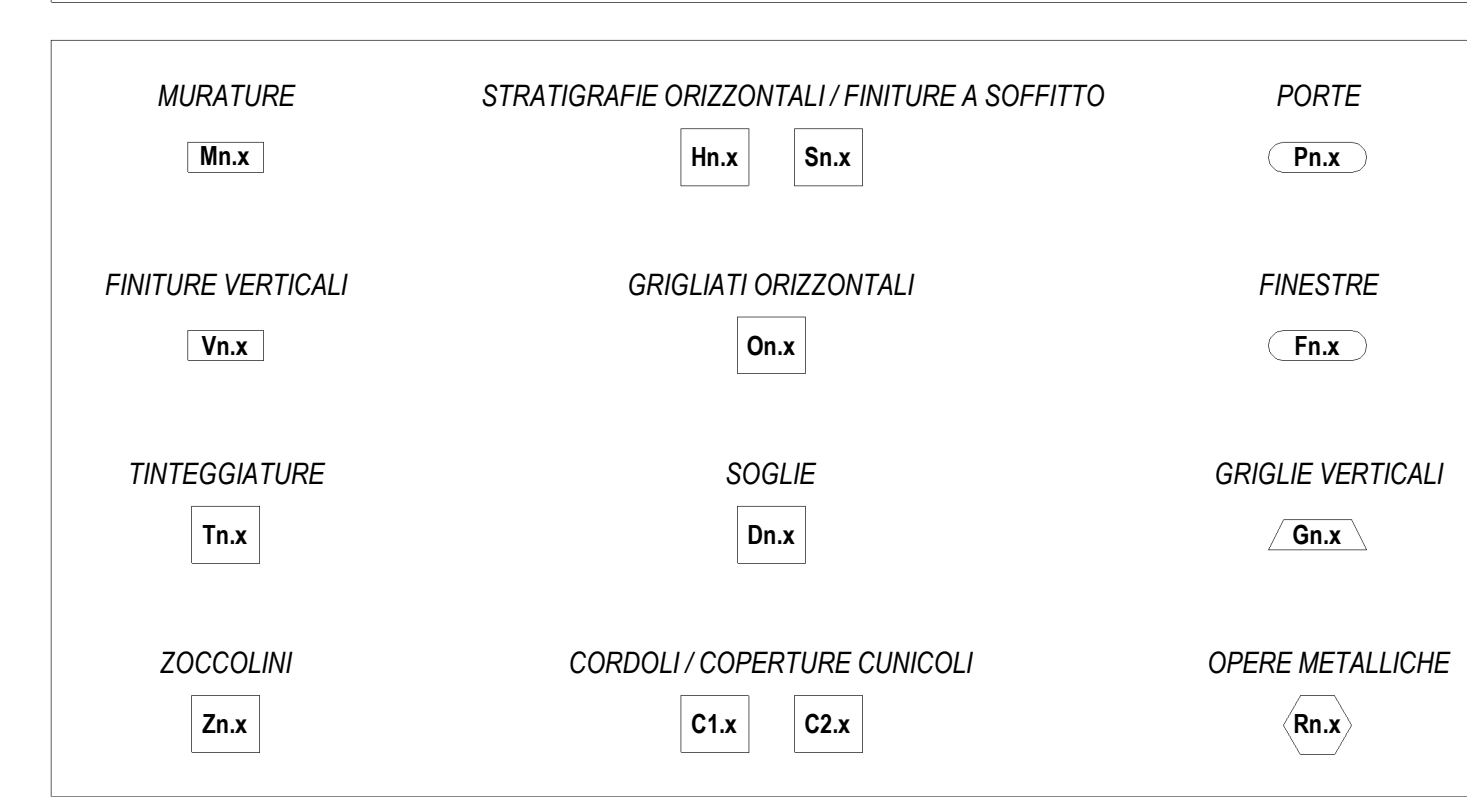 MURATURE
STRATIGRAFIE ORIZZONTALI / FINITURE A SOFFITTO
PORTE
Mn.x
Hn.x
Sn.x
Pn.x
FINITURE VERTICALI
GRIGLIATI ORIZZONTALI
FINESTRE
Vn.x
On.x
Fn.x
TINTEGGIATURE
SOGLIE
GRIGLIE VERTICALI
Tn.x
Dn.x
Gn.x
ZOCCOLINI
CORDOLI / COPERTURE CUNICOLI
OPERE METALLICHE
Zn.x
C1.x
C2.x
Rn.x